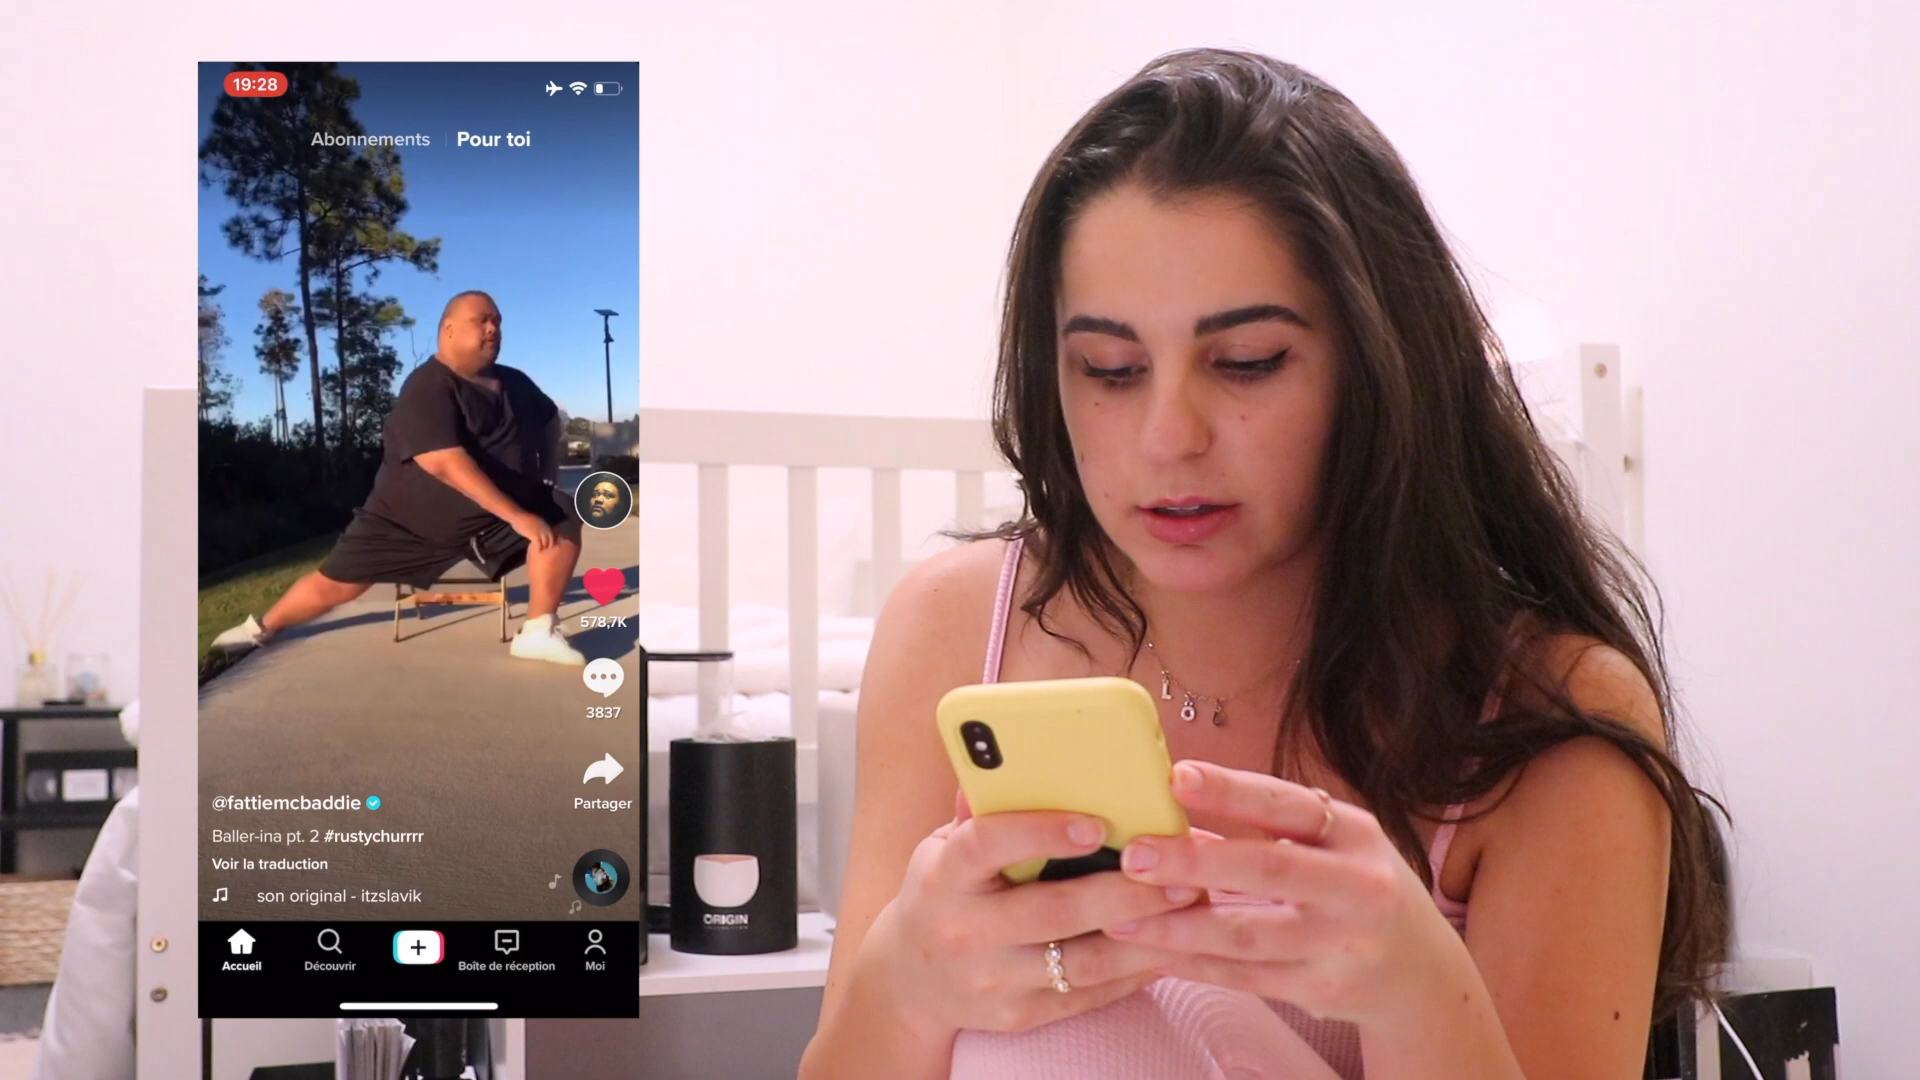 19:28
Abonnements
Pour toi
578,7K
3837
Partager
@fattiemcbaddie
Baller-ina pt. 2 #rustychurrrr
Voir la traduction
son original - itzslavik
Accueil
Découvrir
Boîte de réception
Moi
ORIGIN
L O